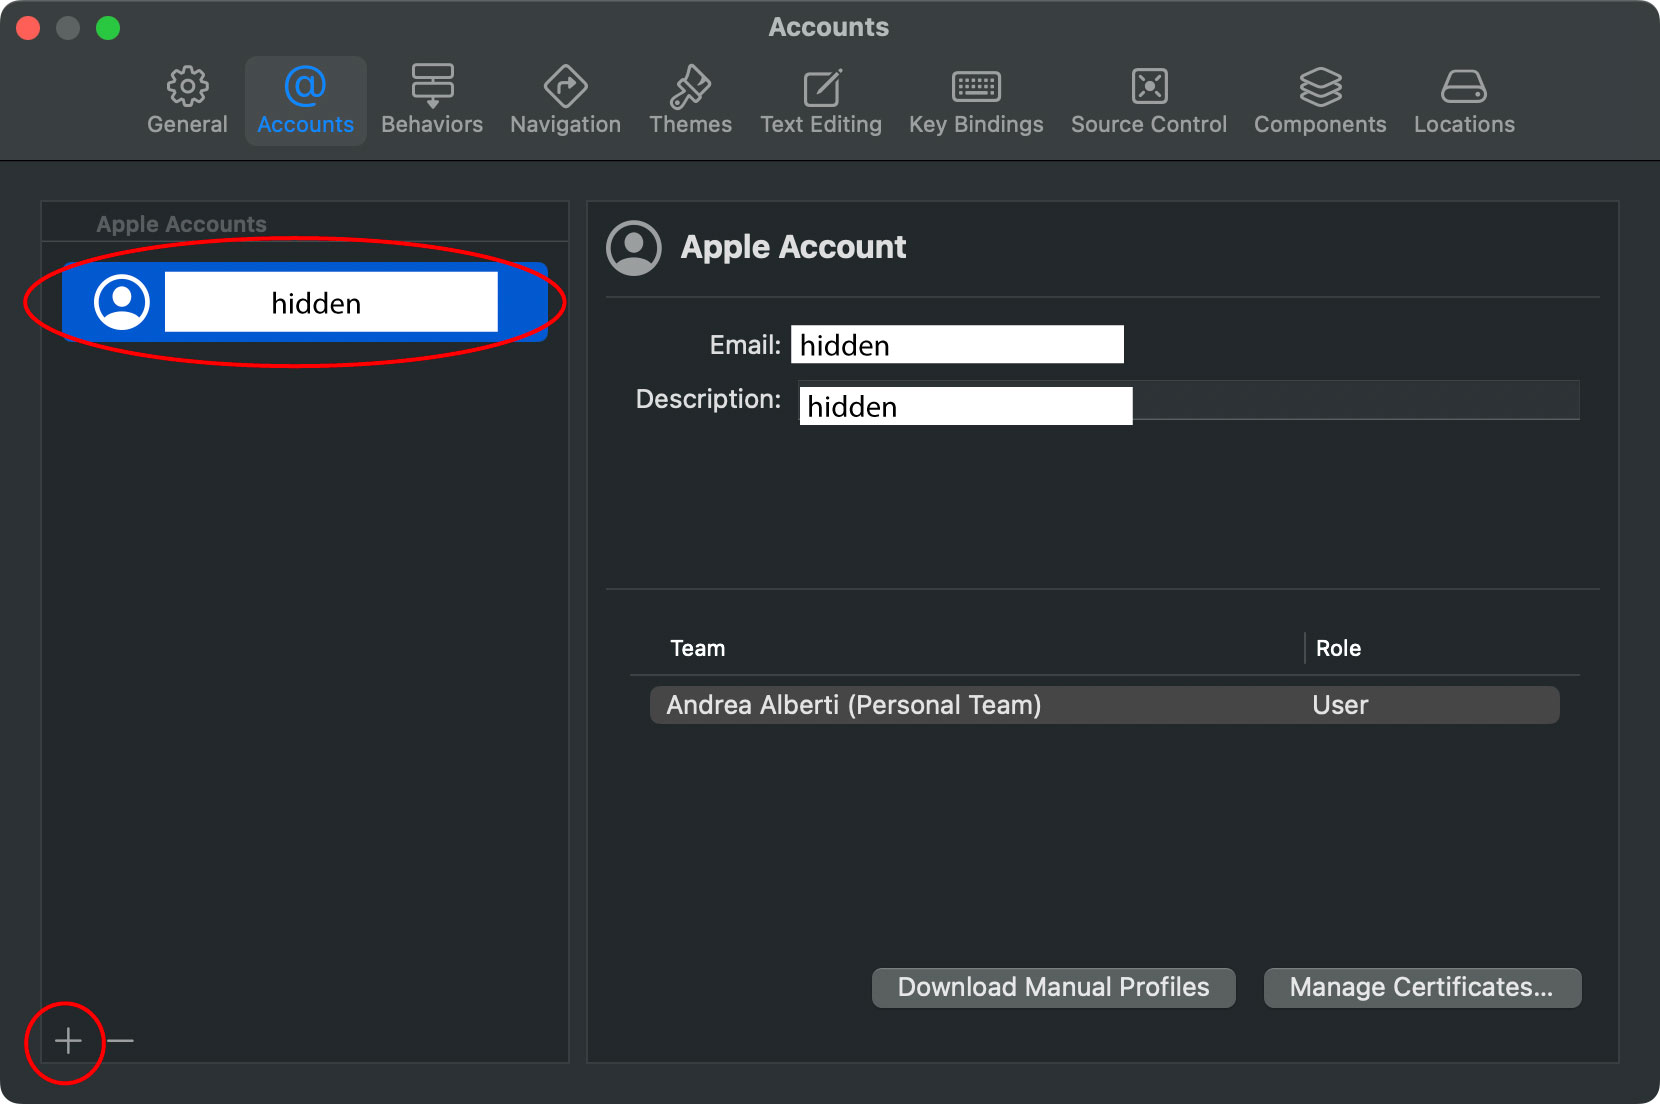 Accounts
General
Accounts
Behaviors
Navigation
Themes
Text Editing
Key Bindings
Source Control
Components
Locations
Apple Accounts
hidden
Apple Account
Email: hidden
Description: hidden
Team Role
Andrea Alberti (Personal Team) User
Download Manual Profiles
Manage Certificates...